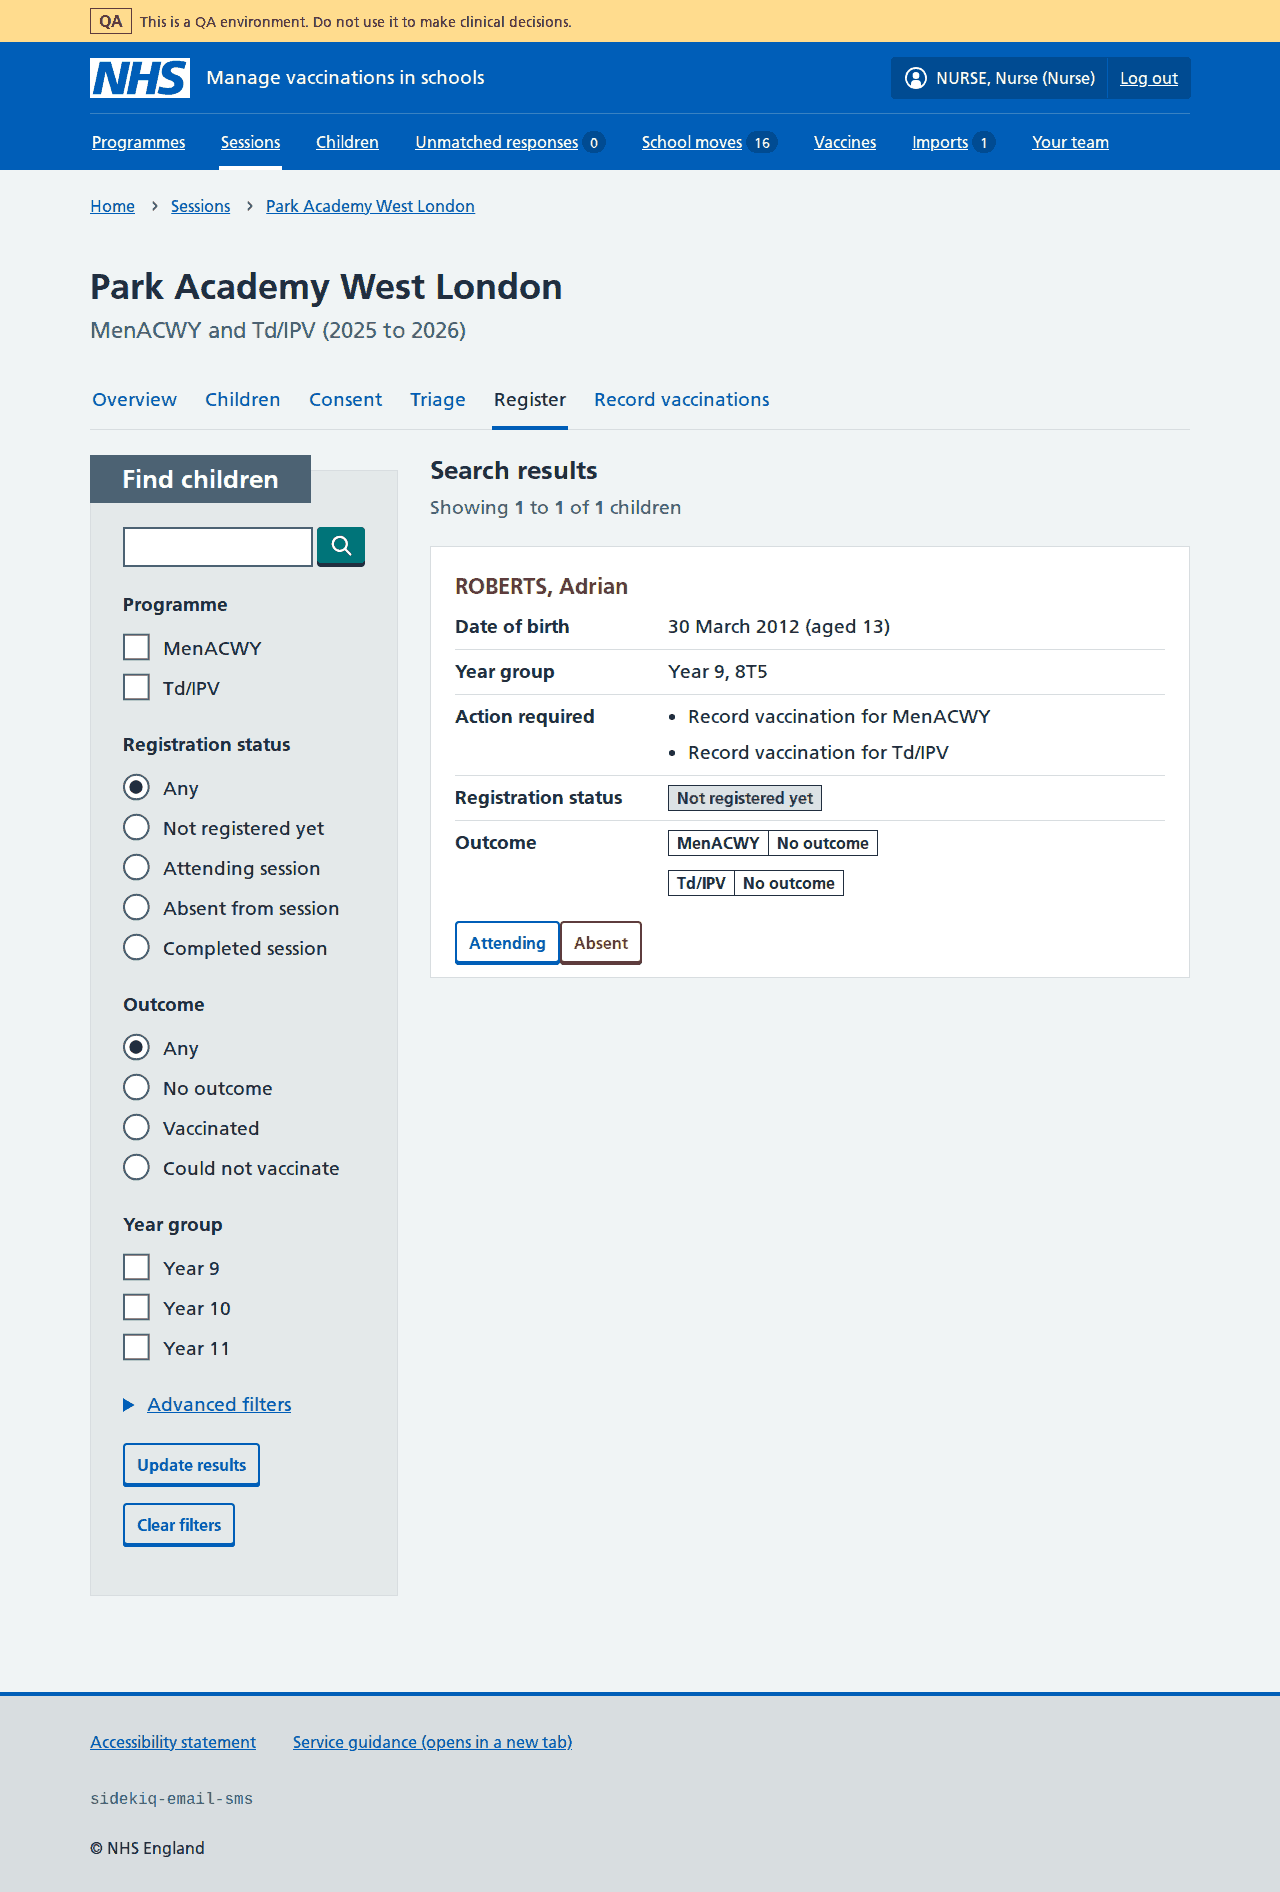 QA This is a QA environment. Do not use it to make clinical decisions.
NHS Manage vaccinations in schools NURSE, Nurse (Nurse) Log out
Programmes Sessions Children Unmatched responses 0 School moves 16 Vaccines Imports 1 Your team
Home Sessions Park Academy West London
Park Academy West London
MenACWY and Td/IPV (2025 to 2026)
Overview Children Consent Triage Register Record vaccinations
Find children
Programme
MenACWY
Td/IPV
Registration status
Any
Not registered yet
Attending session
Absent from session
Completed session
Outcome
Any
No outcome
Vaccinated
Could not vaccinate
Year group
Year 9
Year 10
Year 11
Advanced filters
Update results
Clear filters
Search results
Showing 1 to 1 of 1 children
ROBERTS, Adrian
Date of birth 30 March 2012 (aged 13)
Year group Year 9, 8T5
Action required • Record vaccination for MenACWY
• Record vaccination for Td/IPV
Registration status Not registered yet
Outcome MenACWY No outcome
Td/IPV No outcome
Attending Absent
Accessibility statement Service guidance (opens in a new tab)
sidekiq-email-sms
© NHS England